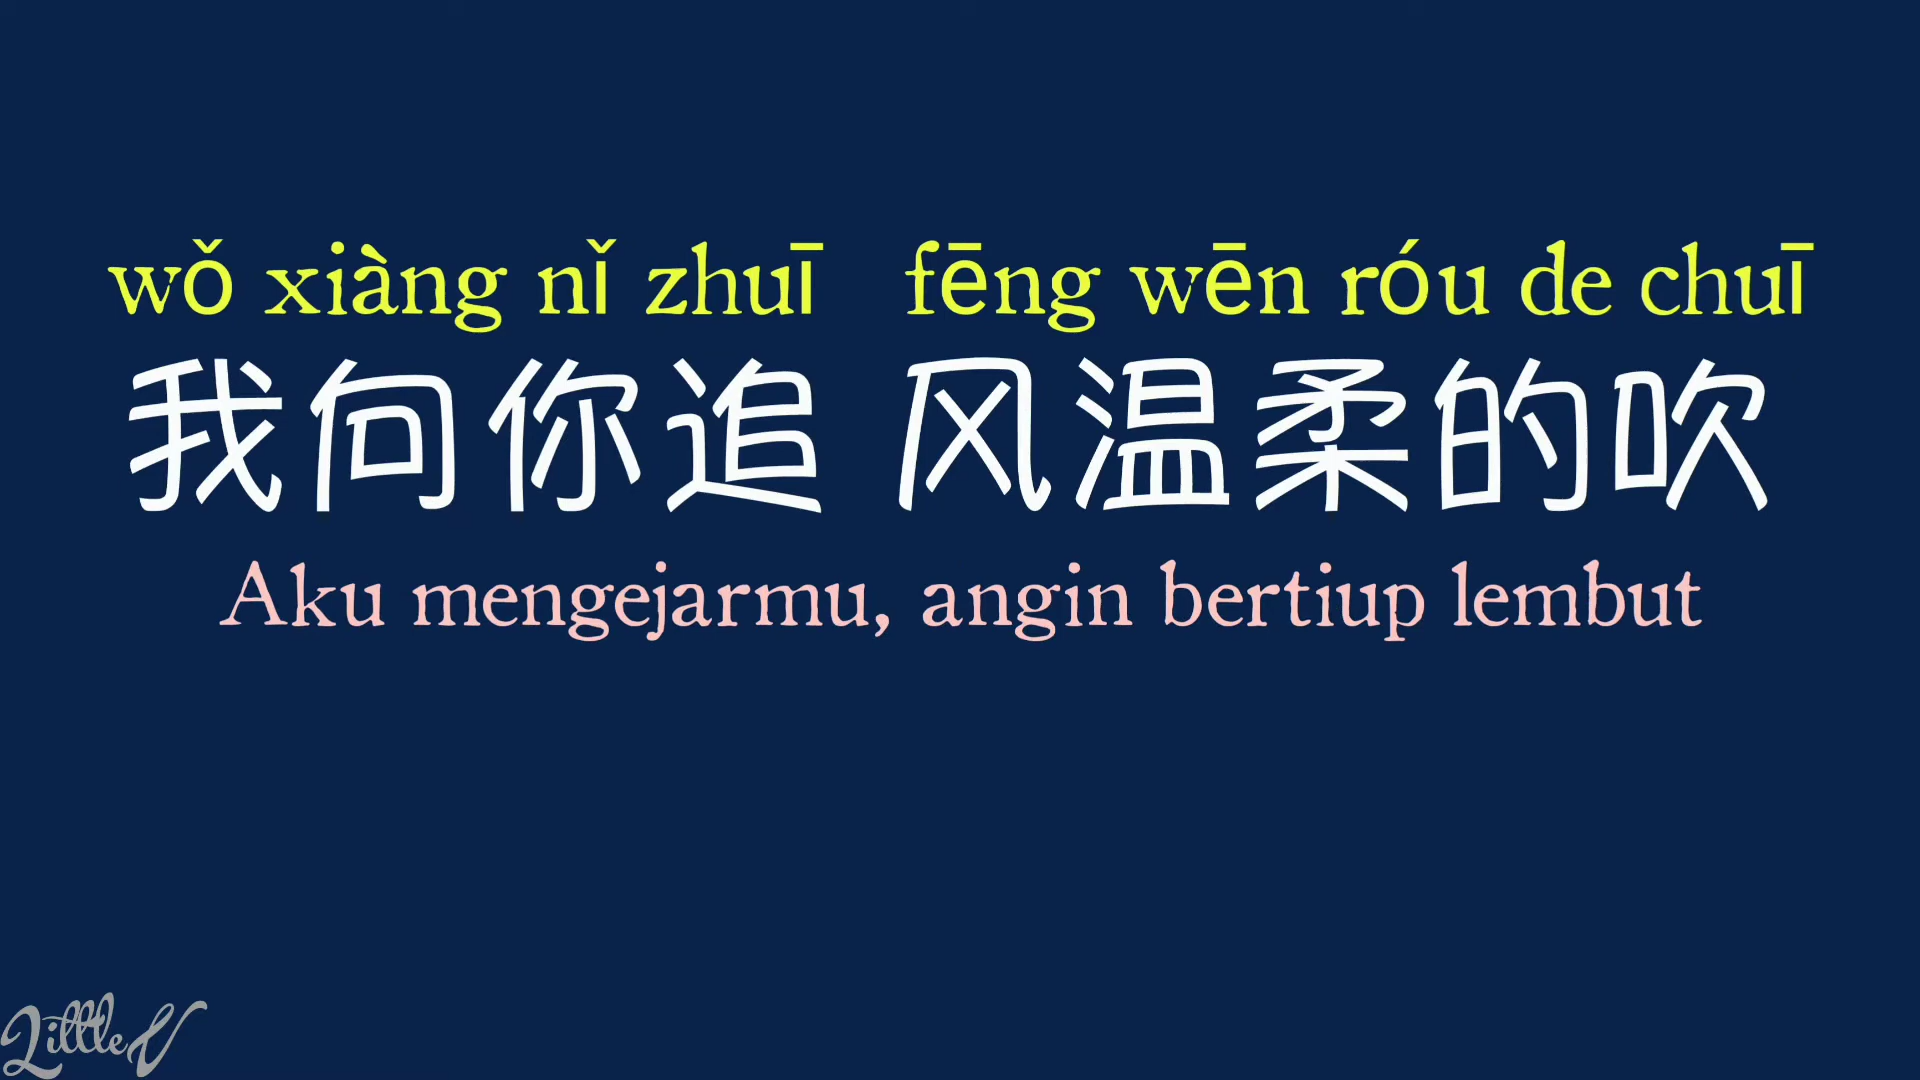 wǒ xiàng nǐ zhuī fēng wēn róu de chuī
我向你追 风温柔的吹
Aku mengejarmu, angin bertiup lembut
LittleV